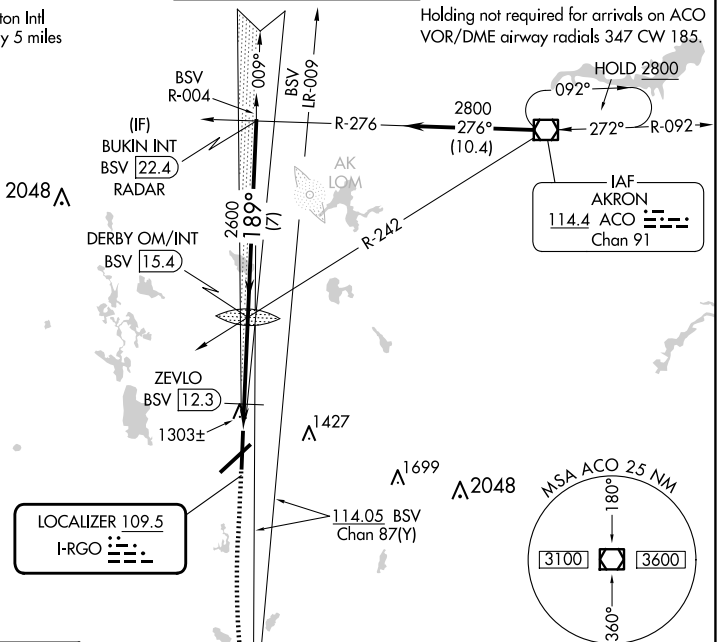 ton Intl
y 5 miles
Holding not required for arrivals on ACO
VOR/DME airway radials 347 CW 185.
HOLD 2800
092°
272°
R-092
BSV
R-004
009°
BSV
LR-009
R-276
2800
276°
(10.4)
(IF)
BUKIN INT
BSV 22.4
RADAR
AK
LOM
IAF
AKRON
114.4 ACO
Chan 91
2048
2600
189°
(7)
R-242
DERBY OM/INT
BSV 15.4
ZEVLO
BSV 12.3
1303±
1427
1699
2048
LOCALIZER 109.5
I-RGO
114.05 BSV
Chan 87(Y)
MSA ACO 25 NM
180°
3100
3600
360°